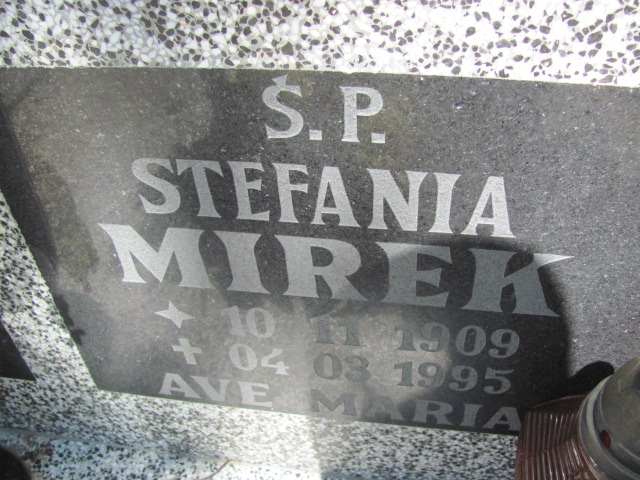 Ś.P.
STEFANIA
MIREK
10 11 1909
04 03 1995
AVE MARIA